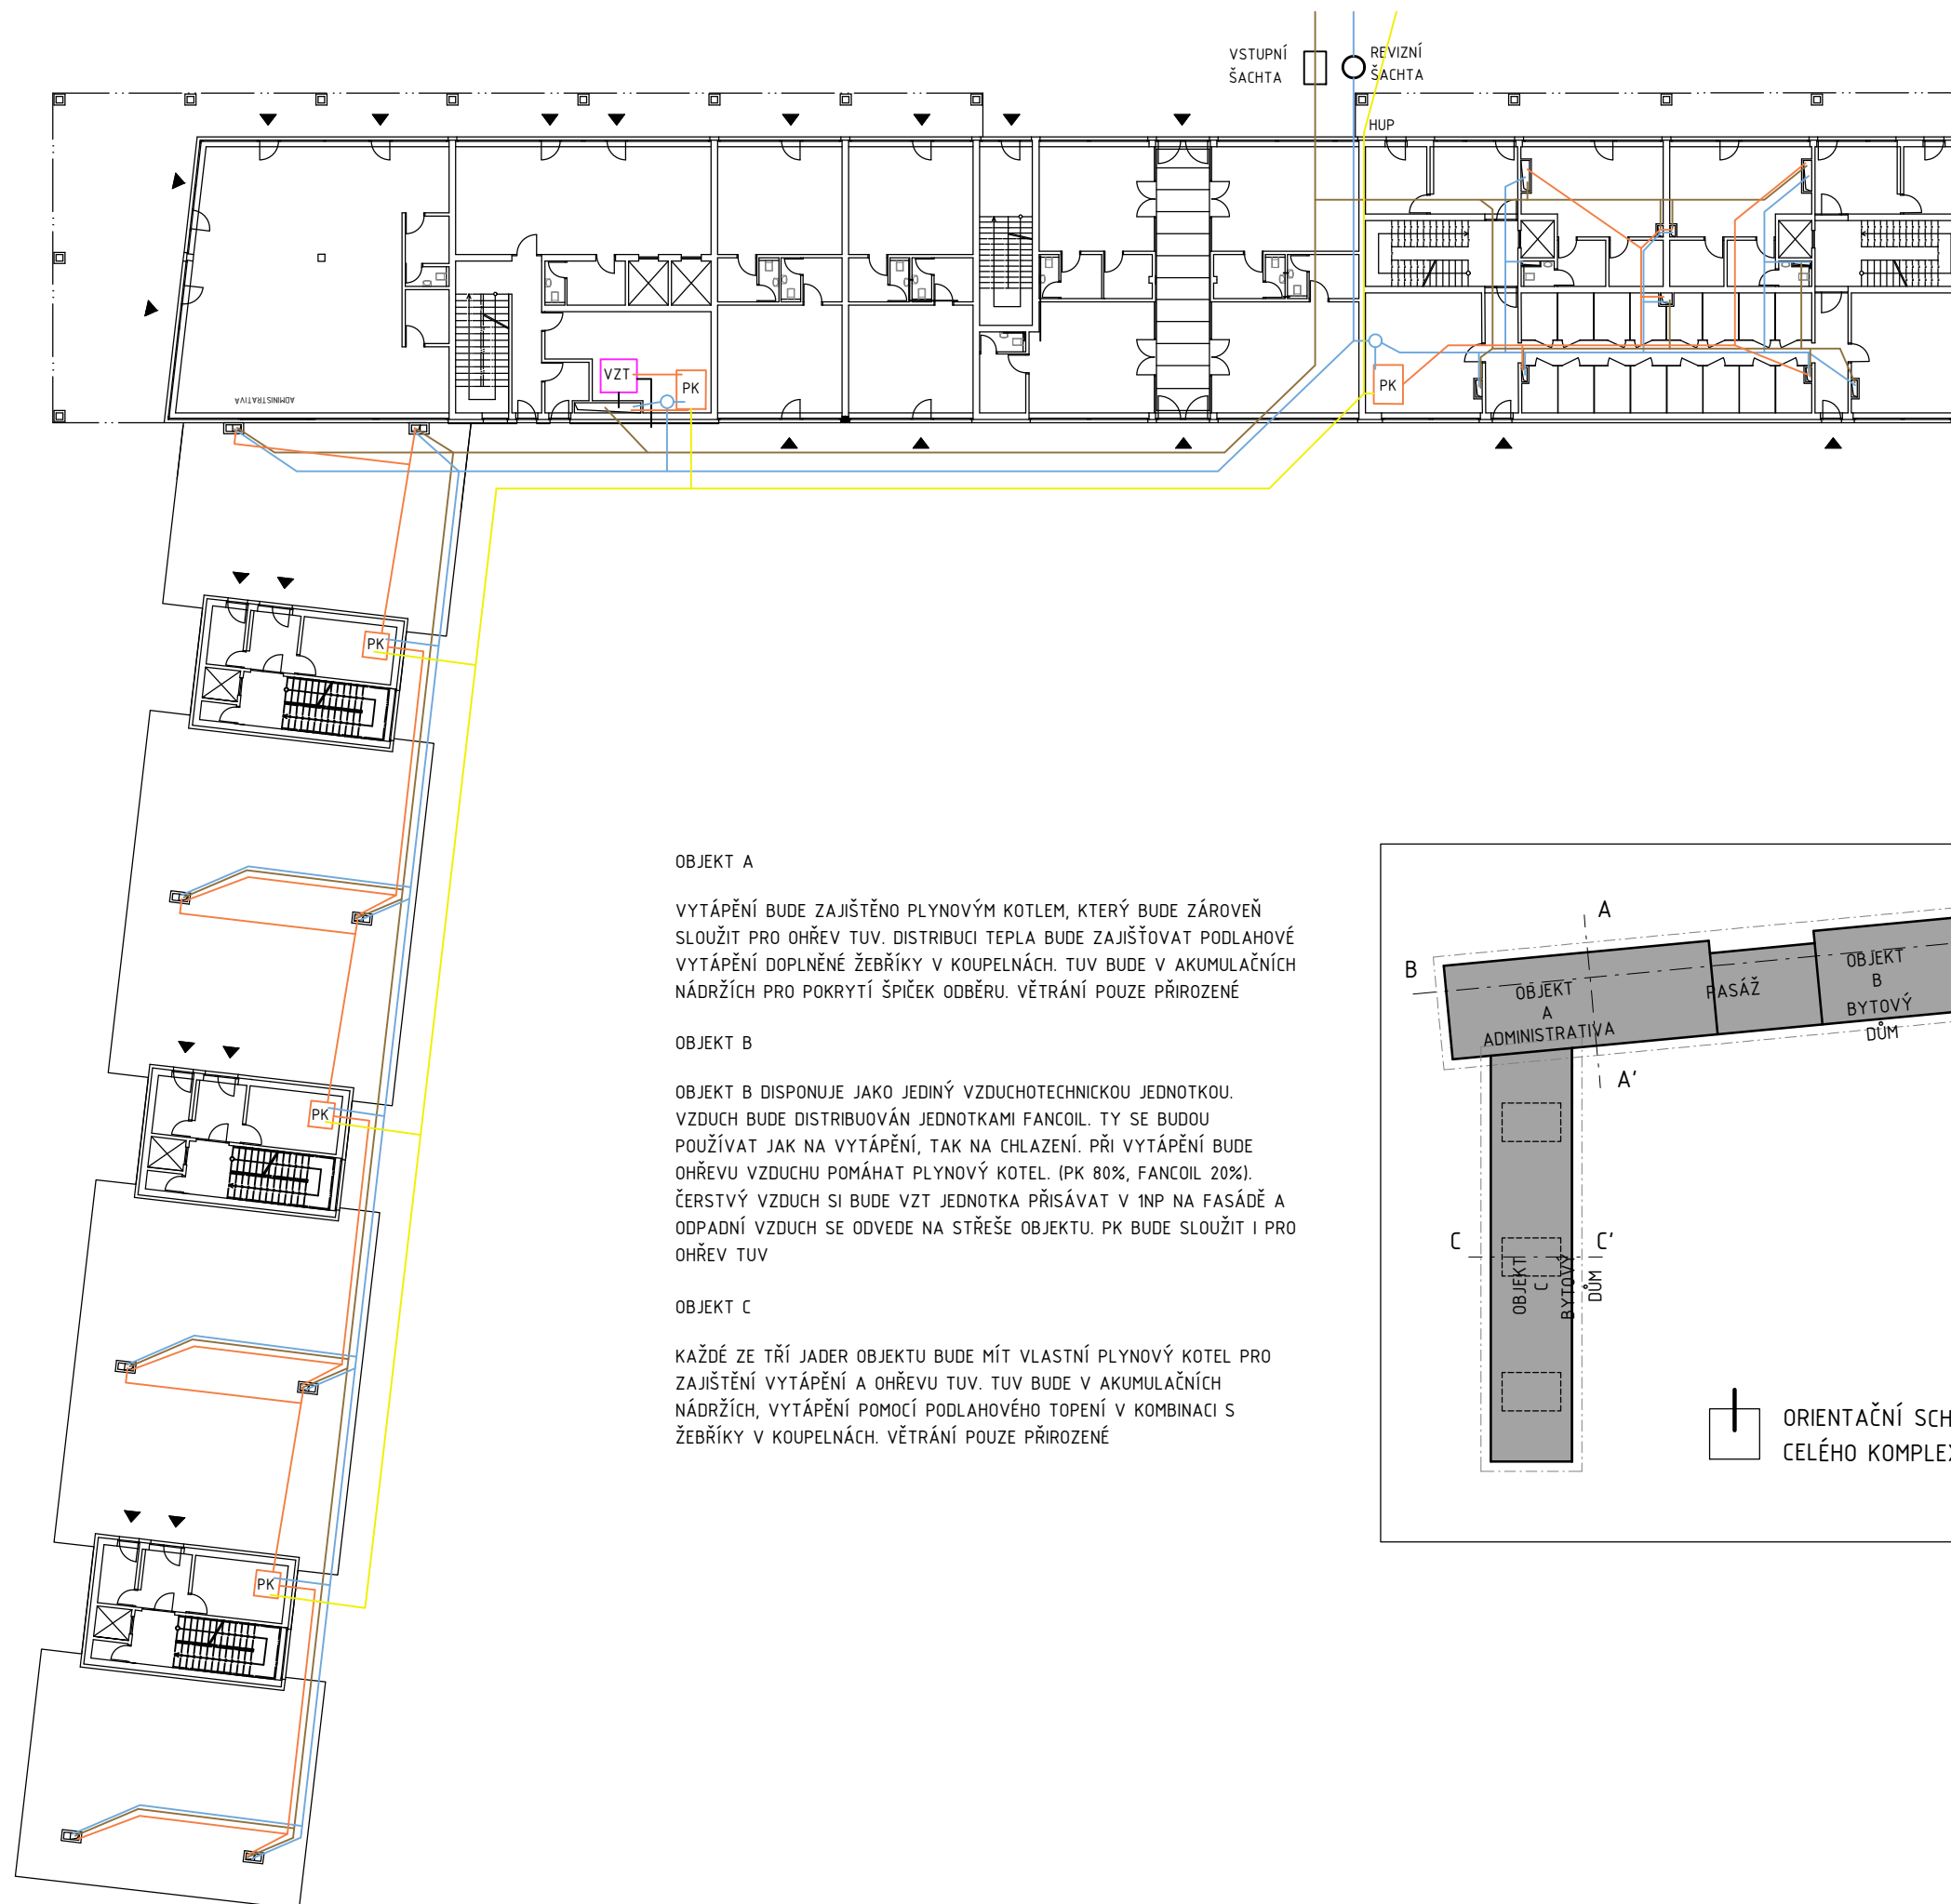 VSTUPNÍ
ŠACHTA
REVIZNÍ
ŠACHTA
HUP
ADMINISTRATIVA
VZT
PK
PK
PK
PK
PK
OBJEKT A
VYTÁPĚNÍ BUDE ZAJIŠTĚNO PLYNOVÝM KOTLEM, KTERÝ BUDE ZÁROVEŇ
SLOUŽIT PRO OHŘEV TUV. DISTRIBUCI TEPLA BUDE ZAJIŠŤOVAT PODLAHOVÉ
VYTÁPĚNÍ DOPLNĚNÉ ŽEBŘÍKY V KOUPELNÁCH. TUV BUDE V AKUMULAČNÍCH
NÁDRŽÍCH PRO POKRYTÍ ŠPIČEK ODBĚRU. VĚTRÁNÍ POUZE PŘIROZENÉ
OBJEKT B
OBJEKT B DISPONUJE JAKO JEDINÝ VZDUCHOTECHNICKOU JEDNOTKOU.
VZDUCH BUDE DISTRIBUOVÁN JEDNOTKAMI FANCOIL. TY SE BUDOU
POUŽÍVAT JAK NA VYTÁPĚNÍ, TAK NA CHLAZENÍ. PŘI VYTÁPĚNÍ BUDE
OHŘEVU VZDUCHU POMÁHAT PLYNOVÝ KOTEL. (PK 80%, FANCOIL 20%).
ČERSTVÝ VZDUCH SI BUDE VZT JEDNOTKA PŘISÁVAT V 1NP NA FASÁDĚ A
ODPADNÍ VZDUCH SE ODVEDE NA STŘEŠE OBJEKTU. PK BUDE SLOUŽIT I PRO
OHŘEV TUV
OBJEKT C
KAŽDÉ ZE TŘÍ JADER OBJEKTU BUDE MÍT VLASTNÍ PLYNOVÝ KOTEL PRO
ZAJIŠTĚNÍ VYTÁPĚNÍ A OHŘEVU TUV. TUV BUDE V AKUMULAČNÍCH
NÁDRŽÍCH, VYTÁPĚNÍ POMOCÍ PODLAHOVÉHO TOPENÍ V KOMBINACI S
ŽEBŘÍKY V KOUPELNÁCH. VĚTRÁNÍ POUZE PŘIROZENÉ
A
B
OBJEKT
A
ADMINISTRATIVA
PASÁŽ
OBJEKT
B
BYTOVÝ
DŮM
A'
C
C'
OBJEKT
C
BYTOVÝ
DŮM
ORIENTAČNÍ SCH
CELÉHO KOMPLEX